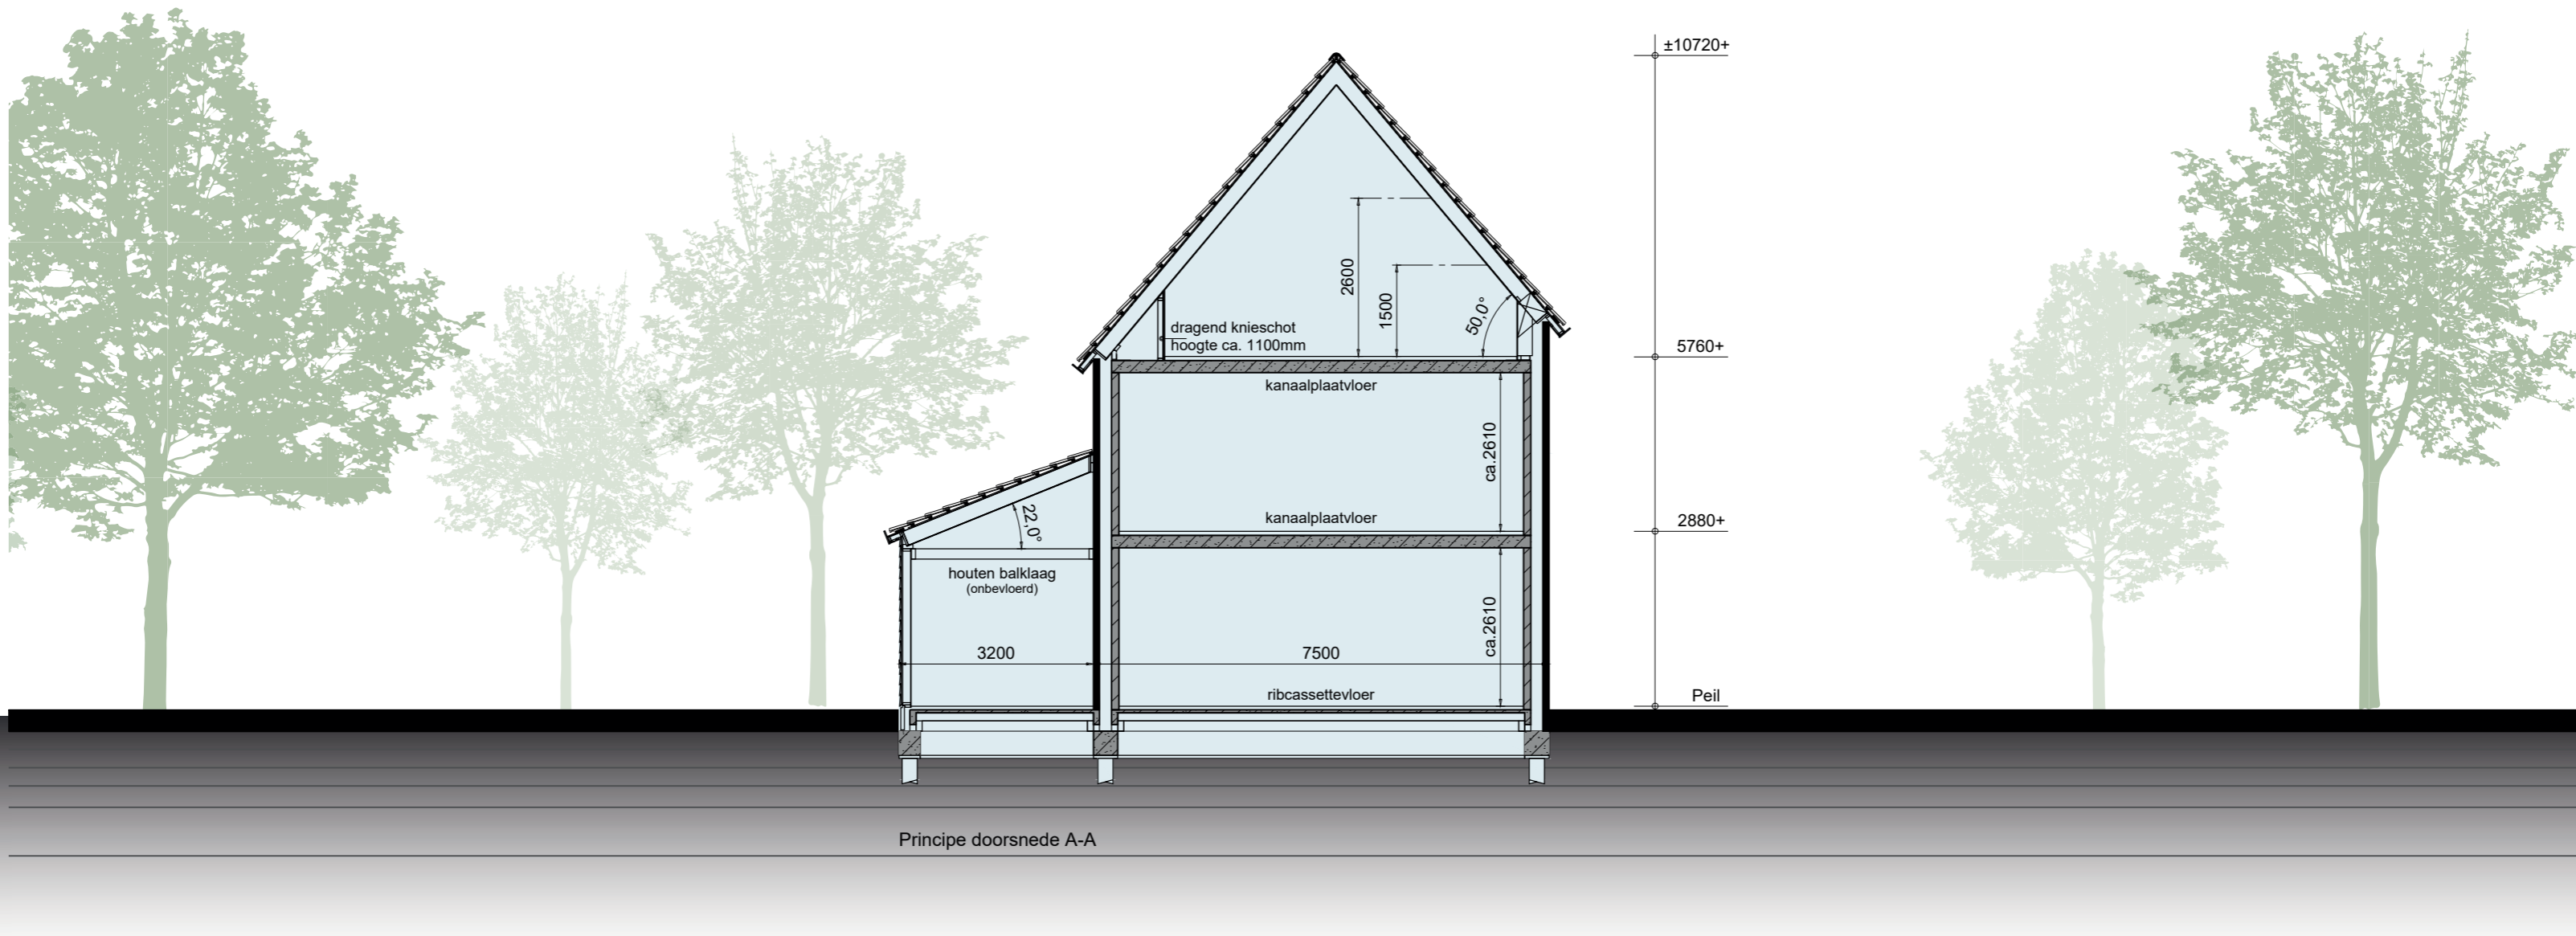 ±10720+
2600
1500
50,0°
dragend knieschot
hoogte ca. 1100mm
5760+
kanaalplaatvloer
ca.2610
kanaalplaatvloer
2880+
22,0°
houten balklaag
(onbevloerd)
ca.2610
3200
7500
ribcassettevloer
Peil
Principe doorsnede A-A